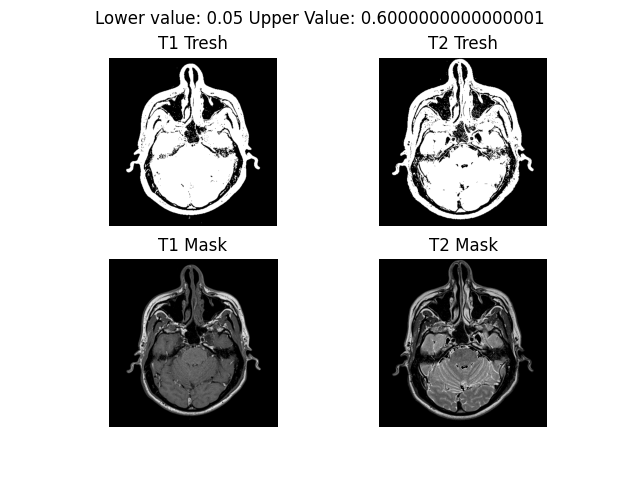 Lower value: 0.05 Upper Value: 0.6000000000000001
T1 Tresh
T2 Tresh
T1 Mask
T2 Mask